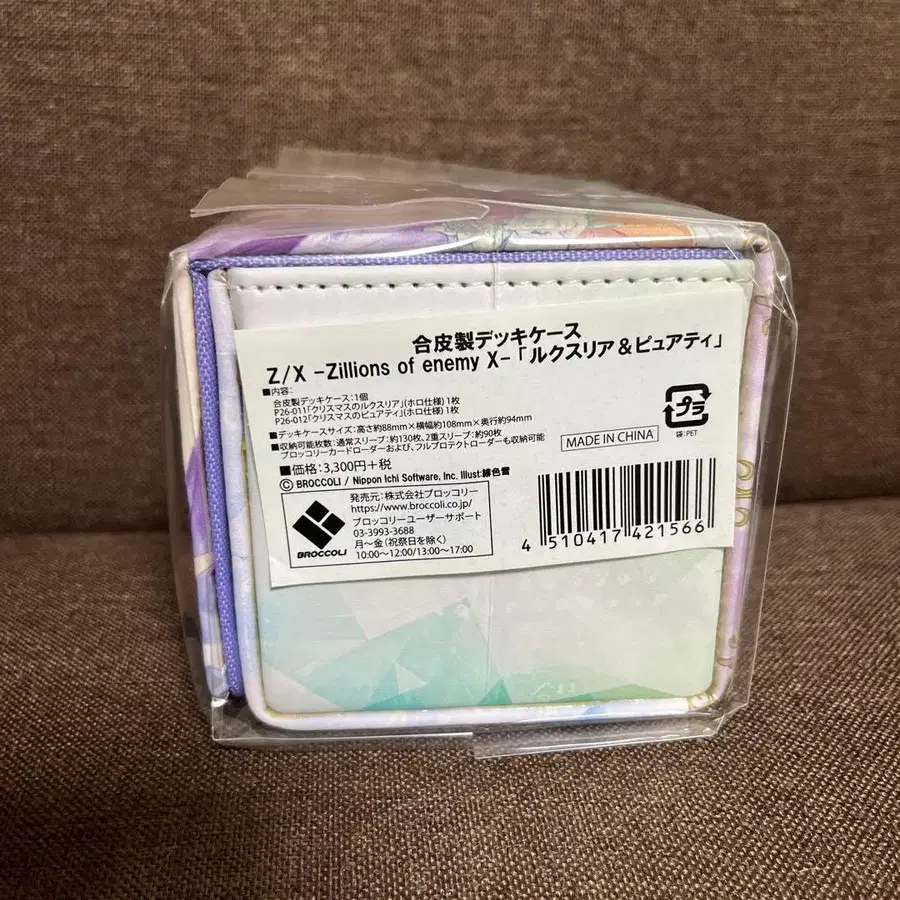 合皮製デッキケース
Z/X -Zillions of enemy X-「ルクスリア＆ピュアティ」
■内容：
合皮製デッキケース：1個
P26-011「クリスマスのルクスリア」(ホロ仕様) 1枚
P26-012「クリスマスのピュアティ」(ホロ仕様) 1枚
■デッキケースサイズ：高さ約88mm×横幅約108mm×奥行約94mm
■収納可能枚数：通常スリーブ：約130枚、2重スリーブ：約90枚
ブロッコリーカードローダーおよび、フルプロテクトローダーも収納可能
■価格：3,300円＋税
Ⓒ BROCCOLI / Nippon Ichi Software, Inc. Illust：緋色雪
BROCCOLI
発売元：株式会社ブロッコリー
https://www.broccoli.co.jp/
ブロッコリーユーザーサポート
03-3993-3688
月～金(祝祭日を除く)
10:00～12:00/13:00～17:00
プラ
袋：PET
MADE IN CHINA
4 510417 421566